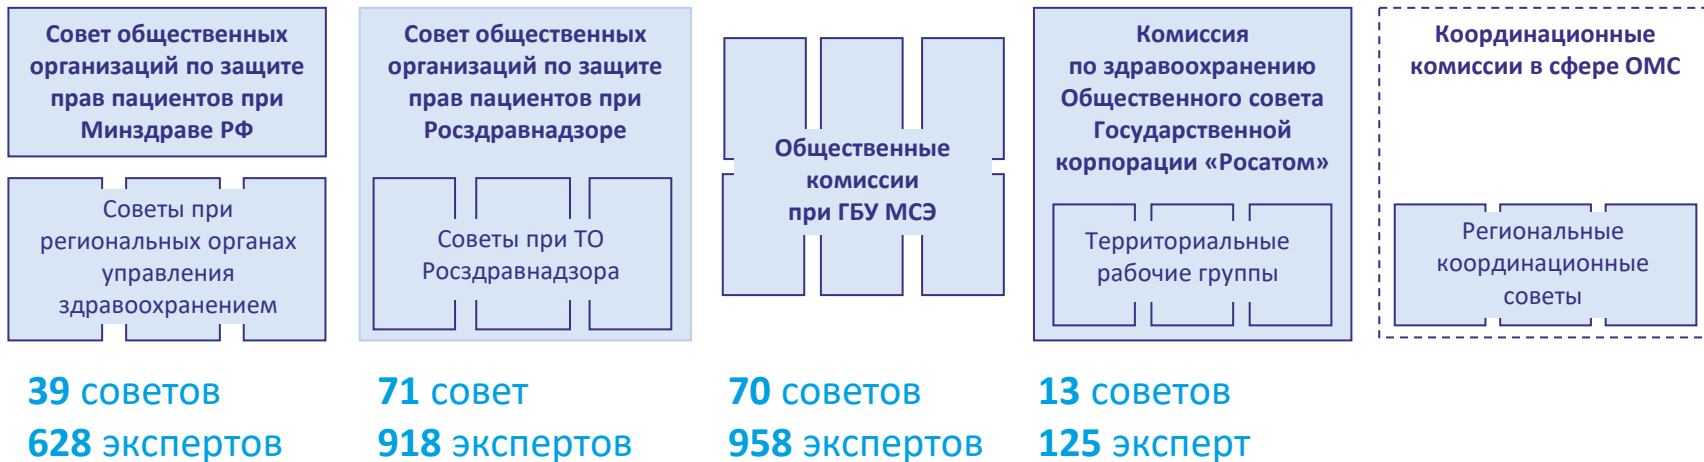 Совет общественных
организаций по защите
прав пациентов при
Минздраве РФ
Советы при
региональных органах
управления
здравоохранением
39 советов
628 экспертов
Совет общественных
организаций по защите
прав пациентов при
Росздравнадзоре
Советы при ТО
Росздравнадзора
71 совет
918 экспертов
Общественные
комиссии
при ГБУ МСЭ
70 советов
958 экспертов
Комиссия
по здравоохранению
Общественного совета
Государственной
корпорации «Росатом»
Территориальные
рабочие группы
13 советов
125 эксперт
Координационные
комиссии в сфере ОМС
Региональные
координационные
советы